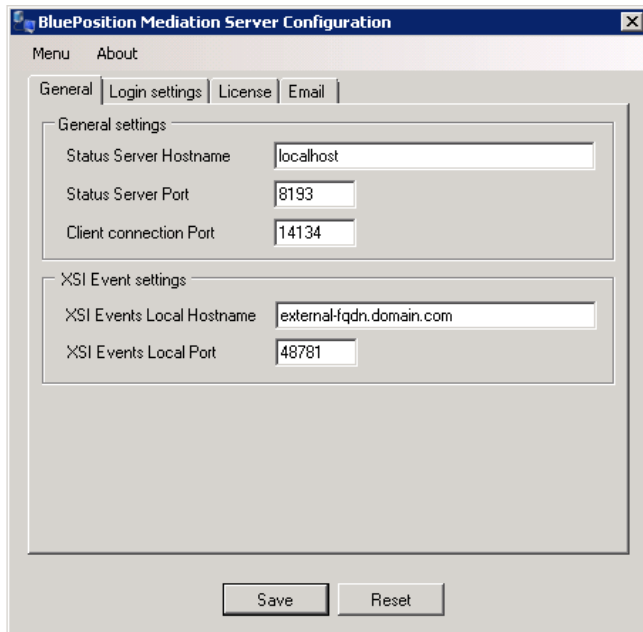 BluePosition Mediation Server Configuration
Menu About
General Login settings License Email
General settings
Status Server Hostname localhost
Status Server Port 8193
Client connection Port 14134
XSI Event settings
XSI Events Local Hostname external-fqdn.domain.com
XSI Events Local Port 48781
Save Reset